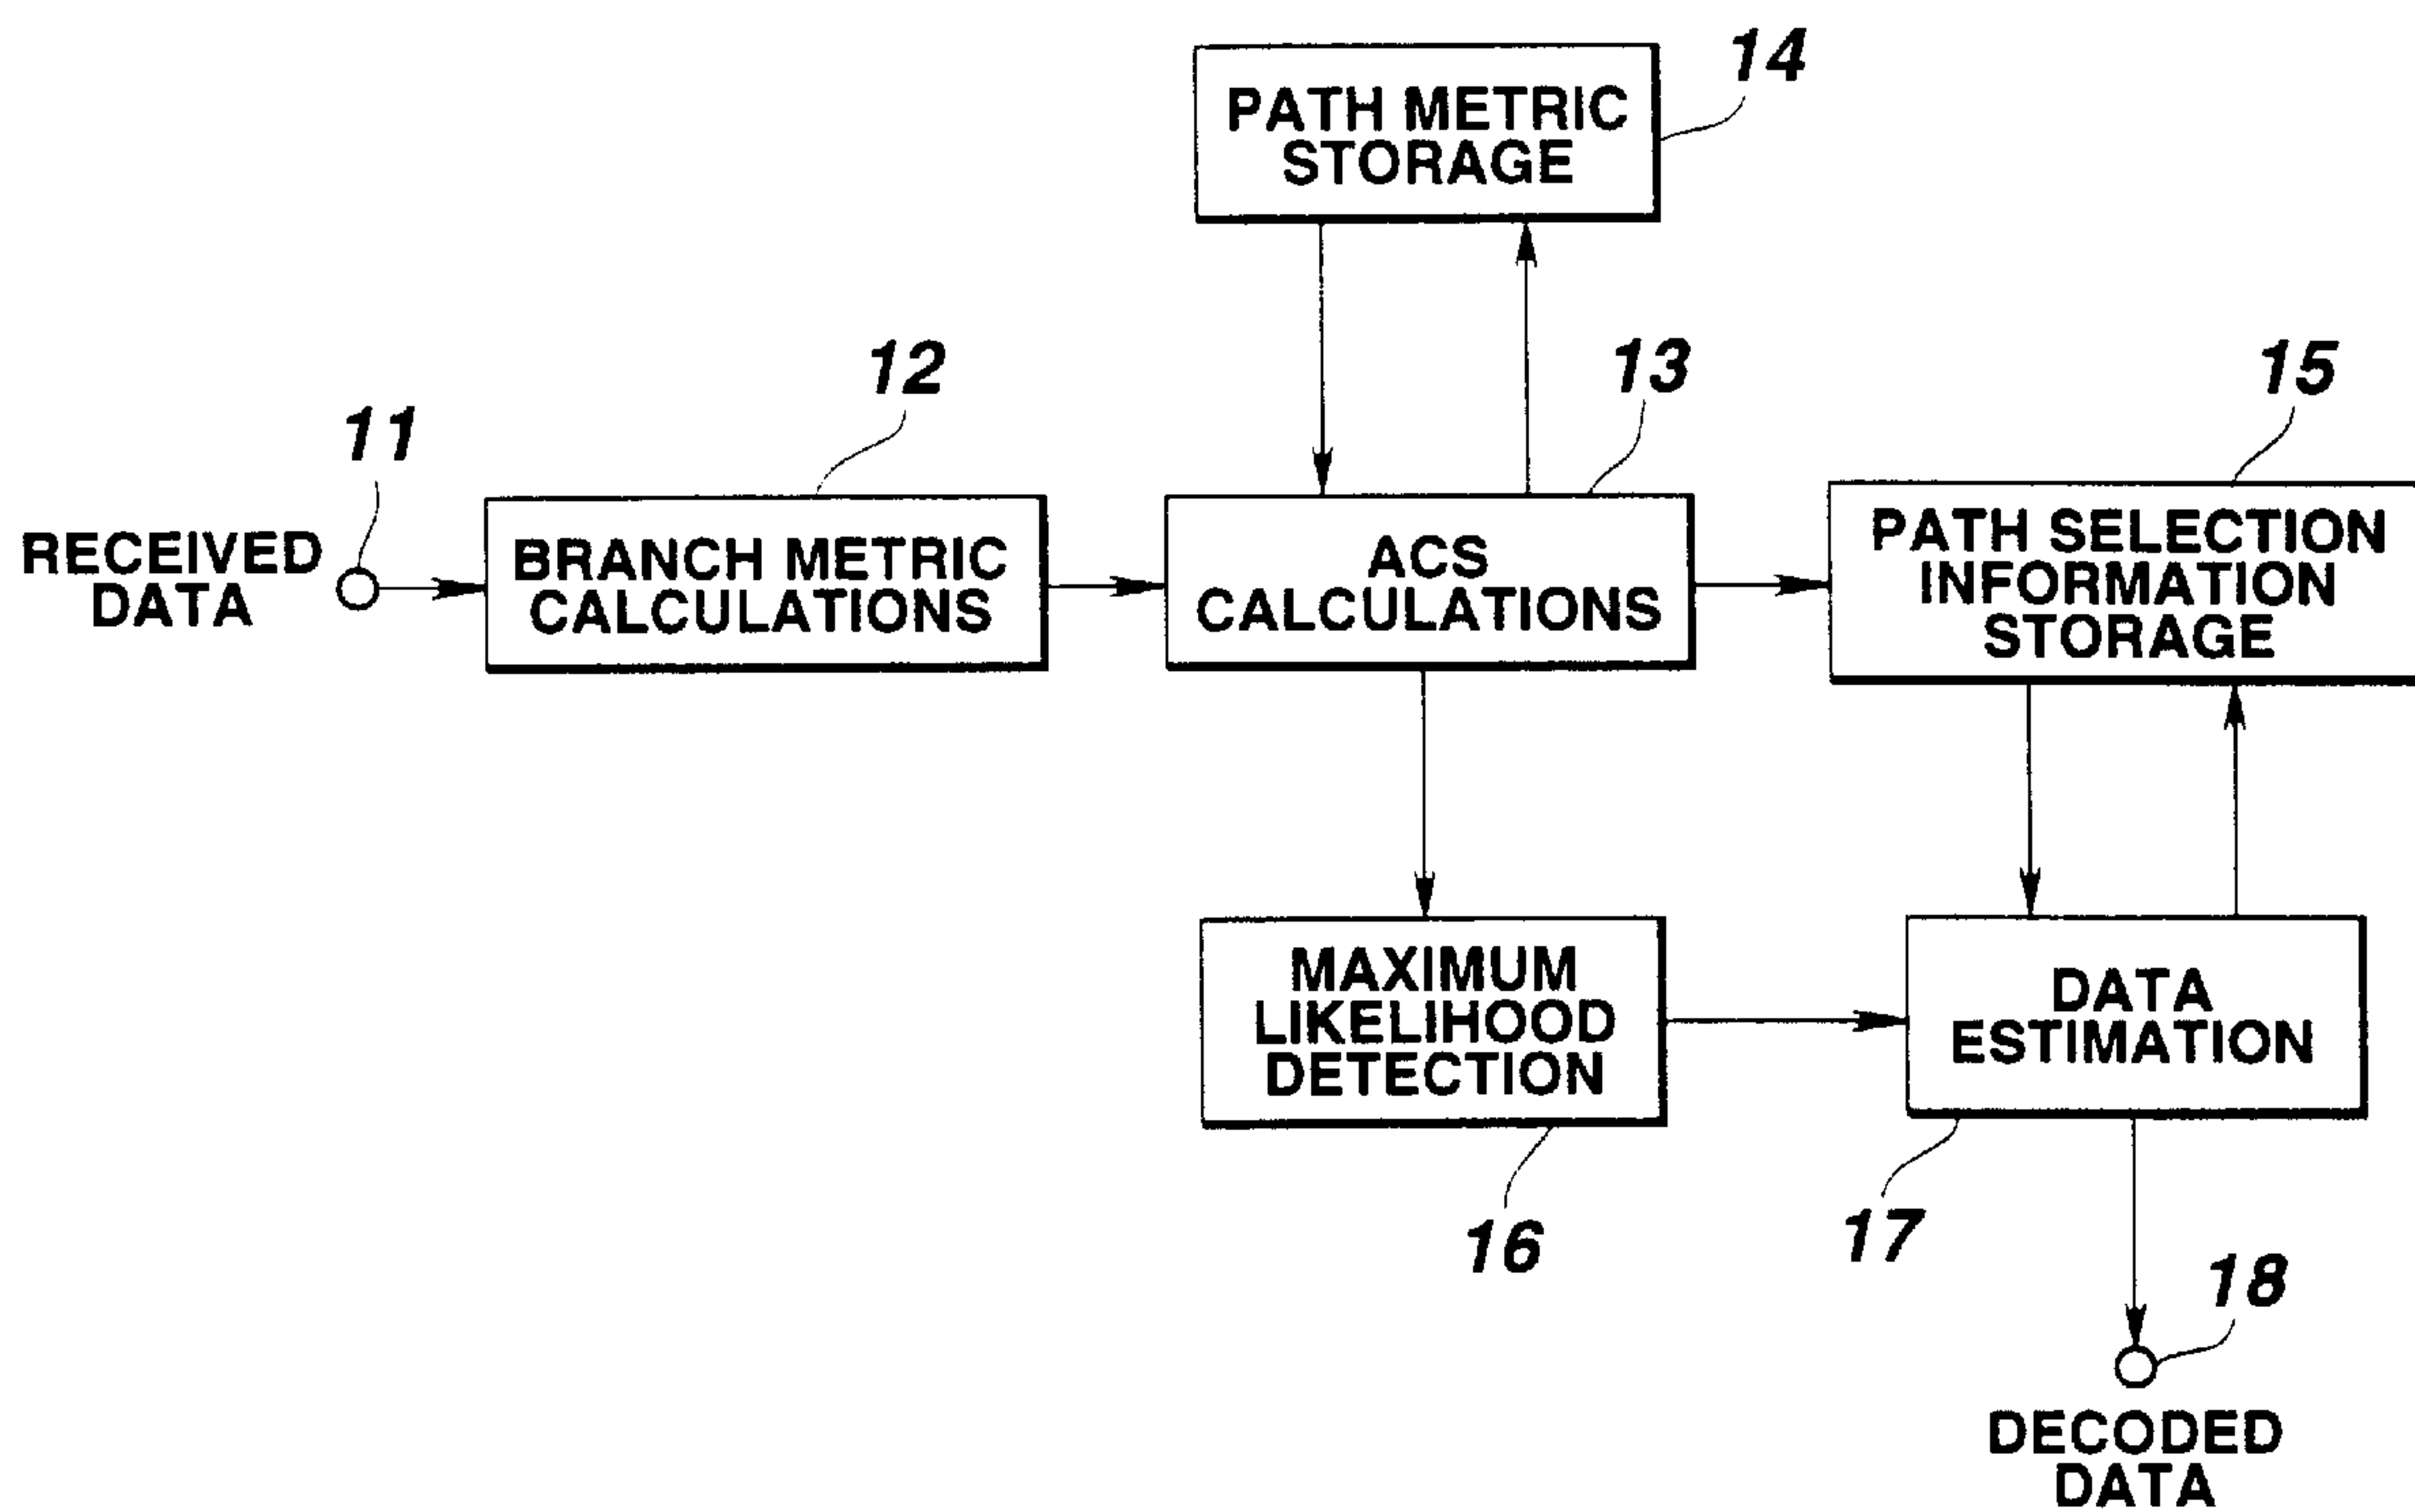 14
PATH METRIC
STORAGE
12
13
15
11
RECEIVED
DATA
BRANCH METRIC
CALCULATIONS
ACS
CALCULATIONS
PATH SELECTION
INFORMATION
STORAGE
MAXIMUM
LIKELIHOOD
DETECTION
DATA
ESTIMATION
16
17
18
DECODED
DATA